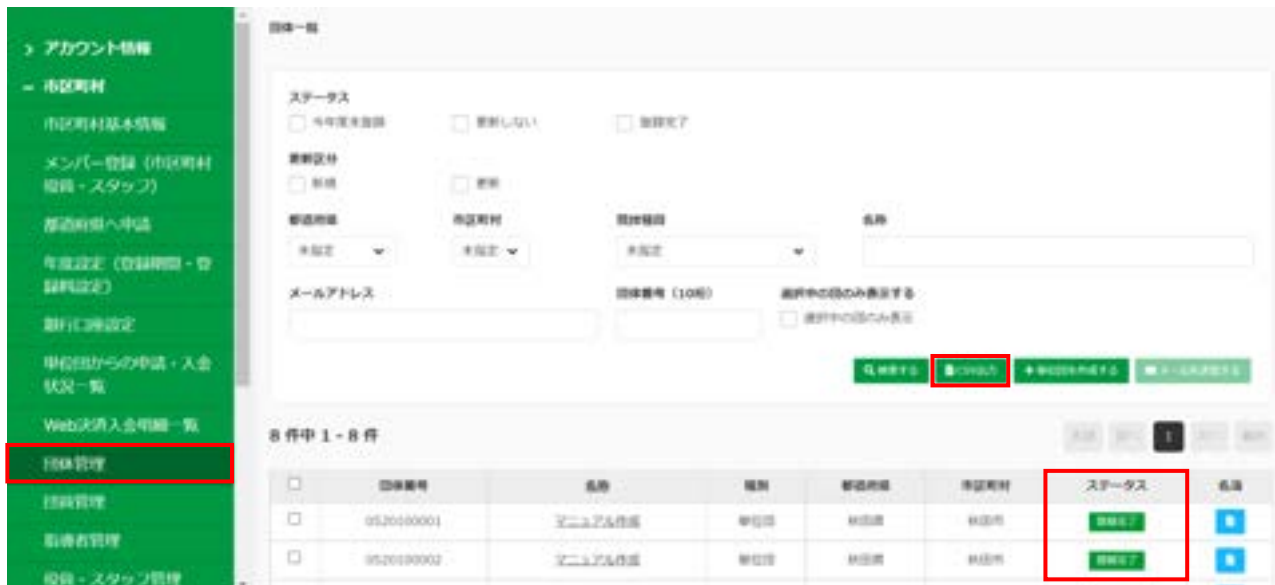 アカウント情報
市区町村
市区町村基本情報
メンバー登録（市区町村
役員・スタッフ）
都道府県へ申請
年度設定（登録期間・登
録料設定）
銀行口座設定
単位団からの申請・入会
状況一覧
Web決済入会明細一覧
団体管理
団員管理
指導者管理
役員・スタッフ管理
団体一覧
ステータス
今年度未登録 更新しない 登録完了
更新区分
新規 更新
都道府県 市区町村 競技種目 名称
未指定 未指定 未指定
メールアドレス 団体番号（10桁） 選択中の団のみ表示する
選択中の団のみ表示
検索する CSV出力 +単位団を作成する メールを送信する
8 件中 1 - 8 件
1
団体番号 名称 種別 都道府県 市区町村 ステータス 名簿
0520100001 マニュアル作成 単位団 秋田県 秋田市 登録完了
0520100002 マニュアル作成 単位団 秋田県 秋田市 登録完了